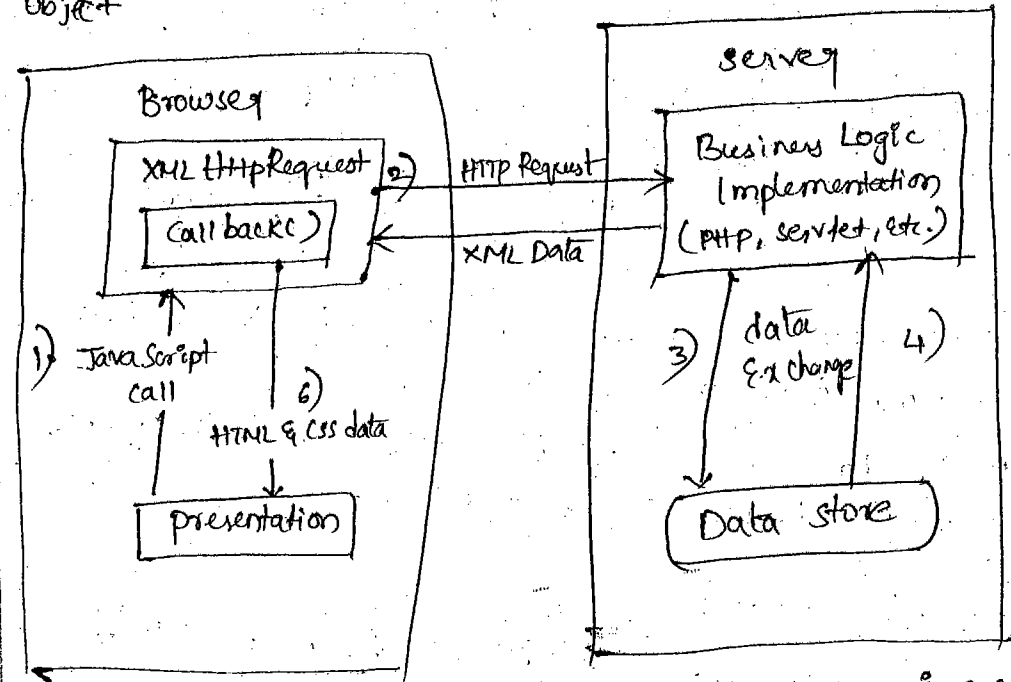 Object
Browser
XML HttpRequest
Callback()
1)
JavaScript
call
6)
HTML & CSS data
presentation
2)
HTTP Request
XML Data
server
Business Logic
Implementation
(PHP, servlet, etc.)
3)
data
Exchange
4)
Data store